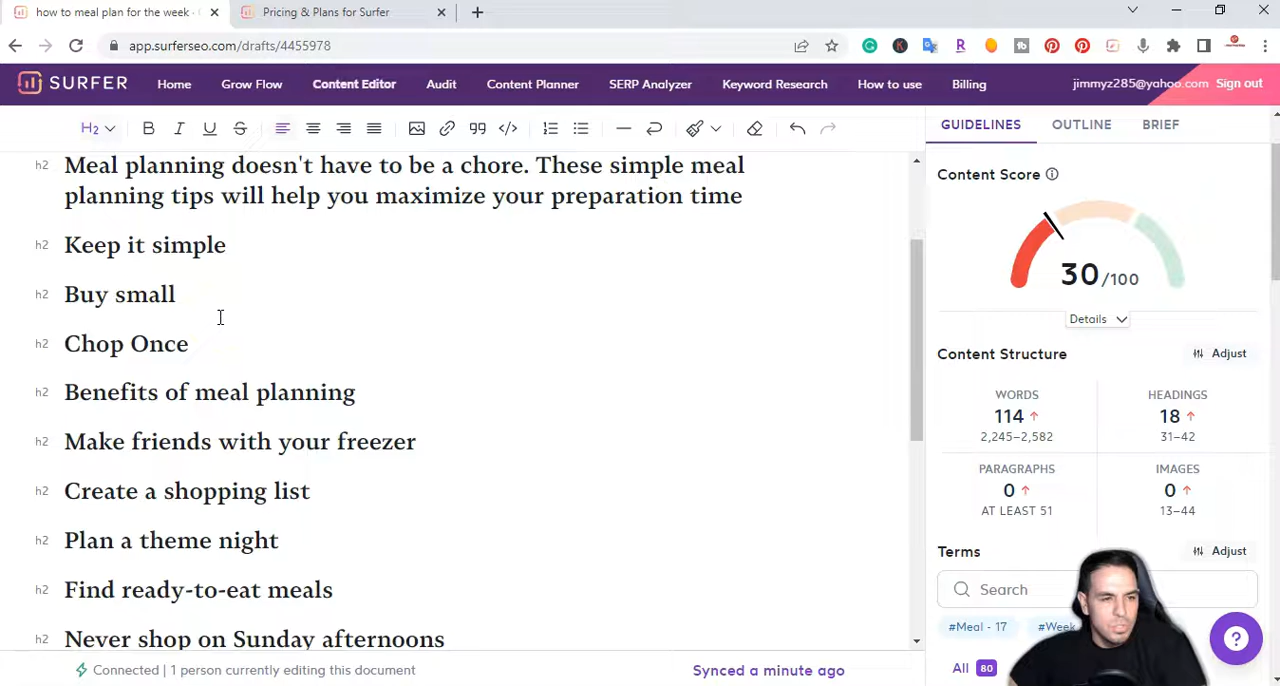 how to meal plan for the week -
Pricing & Plans for Surfer
app.surferseo.com/drafts/4455978
SURFER
Home
Grow Flow
Content Editor
Audit
Content Planner
SERP Analyzer
Keyword Research
How to use
Billing
jimmyz285@yahoo.com
Sign out
H2
GUIDELINES
OUTLINE
BRIEF
h2 Meal planning doesn't have to be a chore. These simple meal
planning tips will help you maximize your preparation time
h2 Keep it simple
h2 Buy small
h2 Chop Once
h2 Benefits of meal planning
h2 Make friends with your freezer
h2 Create a shopping list
h2 Plan a theme night
h2 Find ready-to-eat meals
h2 Never shop on Sunday afternoons
Connected | 1 person currently editing this document
Synced a minute ago
Content Score
30 /100
Details
Content Structure
Adjust
WORDS
114
2,245–2,582
HEADINGS
18
31–42
PARAGRAPHS
0
AT LEAST 51
IMAGES
0
13–44
Terms
Adjust
Search
#Meal - 17
#Week
All 80